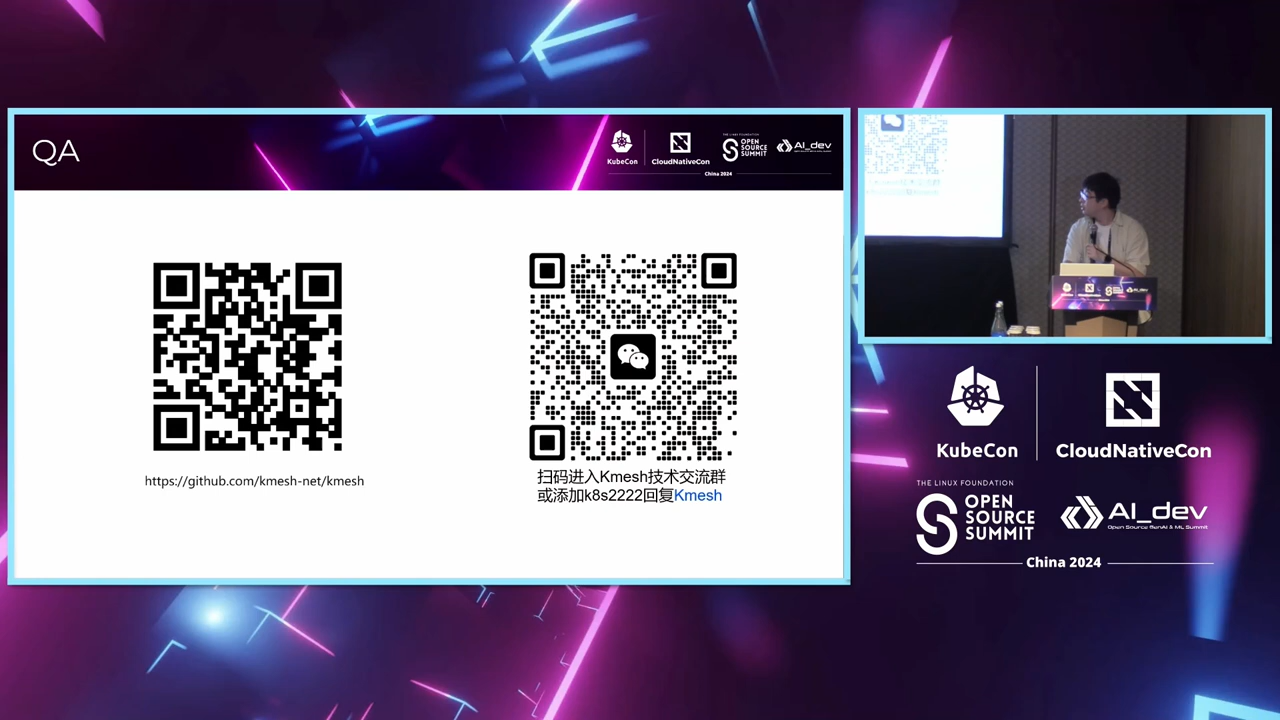 QA
KubeCon
CloudNativeCon
THE LINUX FOUNDATION
OPEN
SOURCE
SUMMIT
AI_dev
China 2024
https://github.com/kmesh-net/kmesh
扫码进入Kmesh技术交流群
或添加k8s2222回复Kmesh
KubeCon
CloudNativeCon
THE LINUX FOUNDATION
OPEN
SOURCE
SUMMIT
AI_dev
Open Source GenAI & ML Summit
China 2024